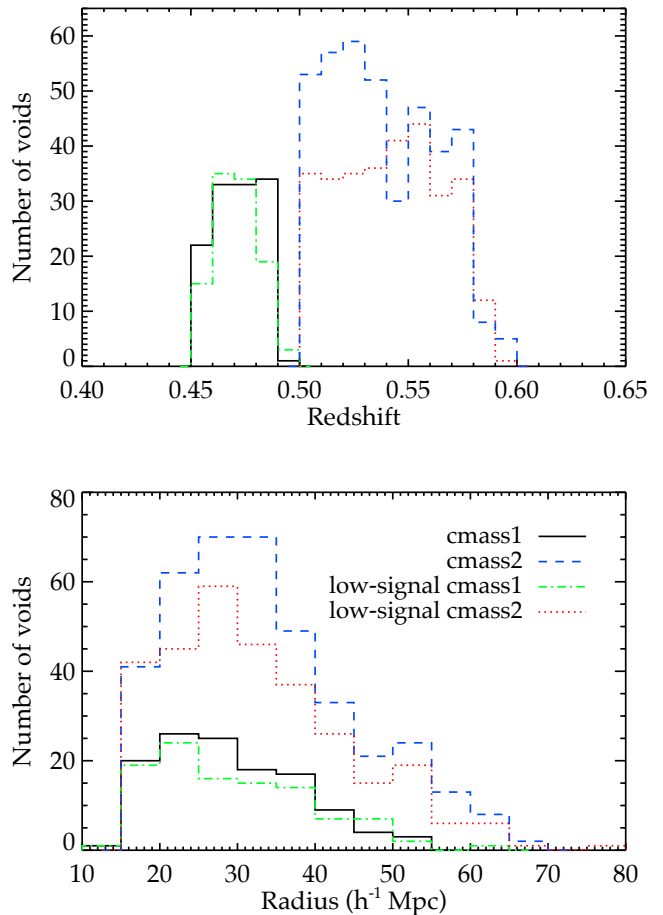 60
50
40
30
20
10
0
Number of voids
0.40 0.45 0.50 0.55 0.60 0.65
Redshift
80
60
40
20
0
Number of voids
cmass1
cmass2
low-signal cmass1
low-signal cmass2
10 20 30 40 50 60 70 80
Radius (h⁻¹ Mpc)